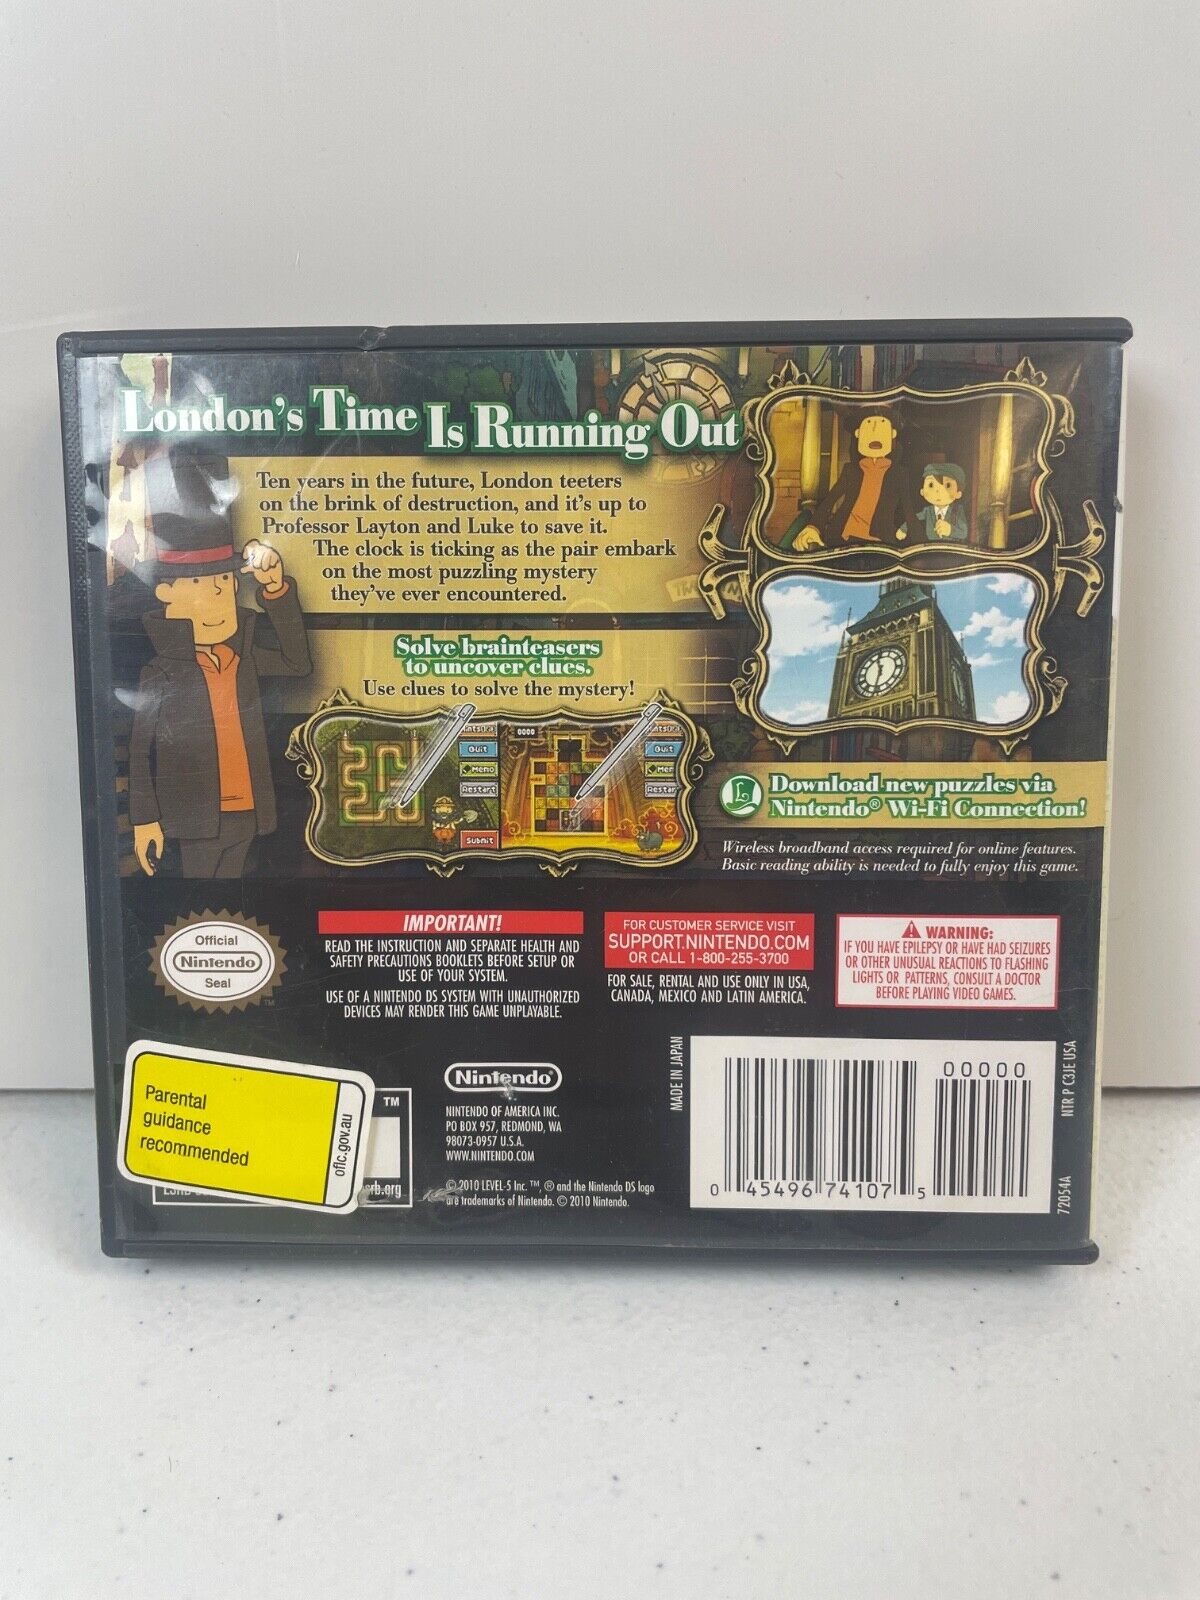 London's Time Is Running Out
Ten years in the future, London teeters
on the brink of destruction, and it's up to
Professor Layton and Luke to save it.
The clock is ticking as the pair embark
on the most puzzling mystery
they've ever encountered.
Solve brainteasers
to uncover clues.
Use clues to solve the mystery!
Quit
Memo
Restart
Submit
0000
Quit
Restar
L
Download new puzzles via
Nintendo® Wi-Fi Connection!
Wireless broadband access required for online features.
Basic reading ability is needed to fully enjoy this game.
Official
Nintendo
Seal
TM
IMPORTANT!
READ THE INSTRUCTION AND SEPARATE HEALTH AND
SAFETY PRECAUTIONS BOOKLETS BEFORE SETUP OR
USE OF YOUR SYSTEM.
USE OF A NINTENDO DS SYSTEM WITH UNAUTHORIZED
DEVICES MAY RENDER THIS GAME UNPLAYABLE.
FOR CUSTOMER SERVICE VISIT
SUPPORT.NINTENDO.COM
OR CALL 1-800-255-3700
FOR SALE, RENTAL AND USE ONLY IN USA,
CANADA, MEXICO AND LATIN AMERICA.
WARNING:
IF YOU HAVE EPILEPSY OR HAVE HAD SEIZURES
OR OTHER UNUSUAL REACTIONS TO FLASHING
LIGHTS OR PATTERNS, CONSULT A DOCTOR
BEFORE PLAYING VIDEO GAMES.
Parental
guidance
recommended
oflc.gov.au
TM
rb.org
Nintendo
NINTENDO OF AMERICA INC.
PO BOX 957, REDMOND, WA
98073-0957 U.S.A.
WWW.NINTENDO.COM
© 2010 LEVEL-5 Inc. ™, ® and the Nintendo DS logo
are trademarks of Nintendo. © 2010 Nintendo.
MADE IN JAPAN
00000
0 45496 74107 5
NTR P C3JE USA
72054A